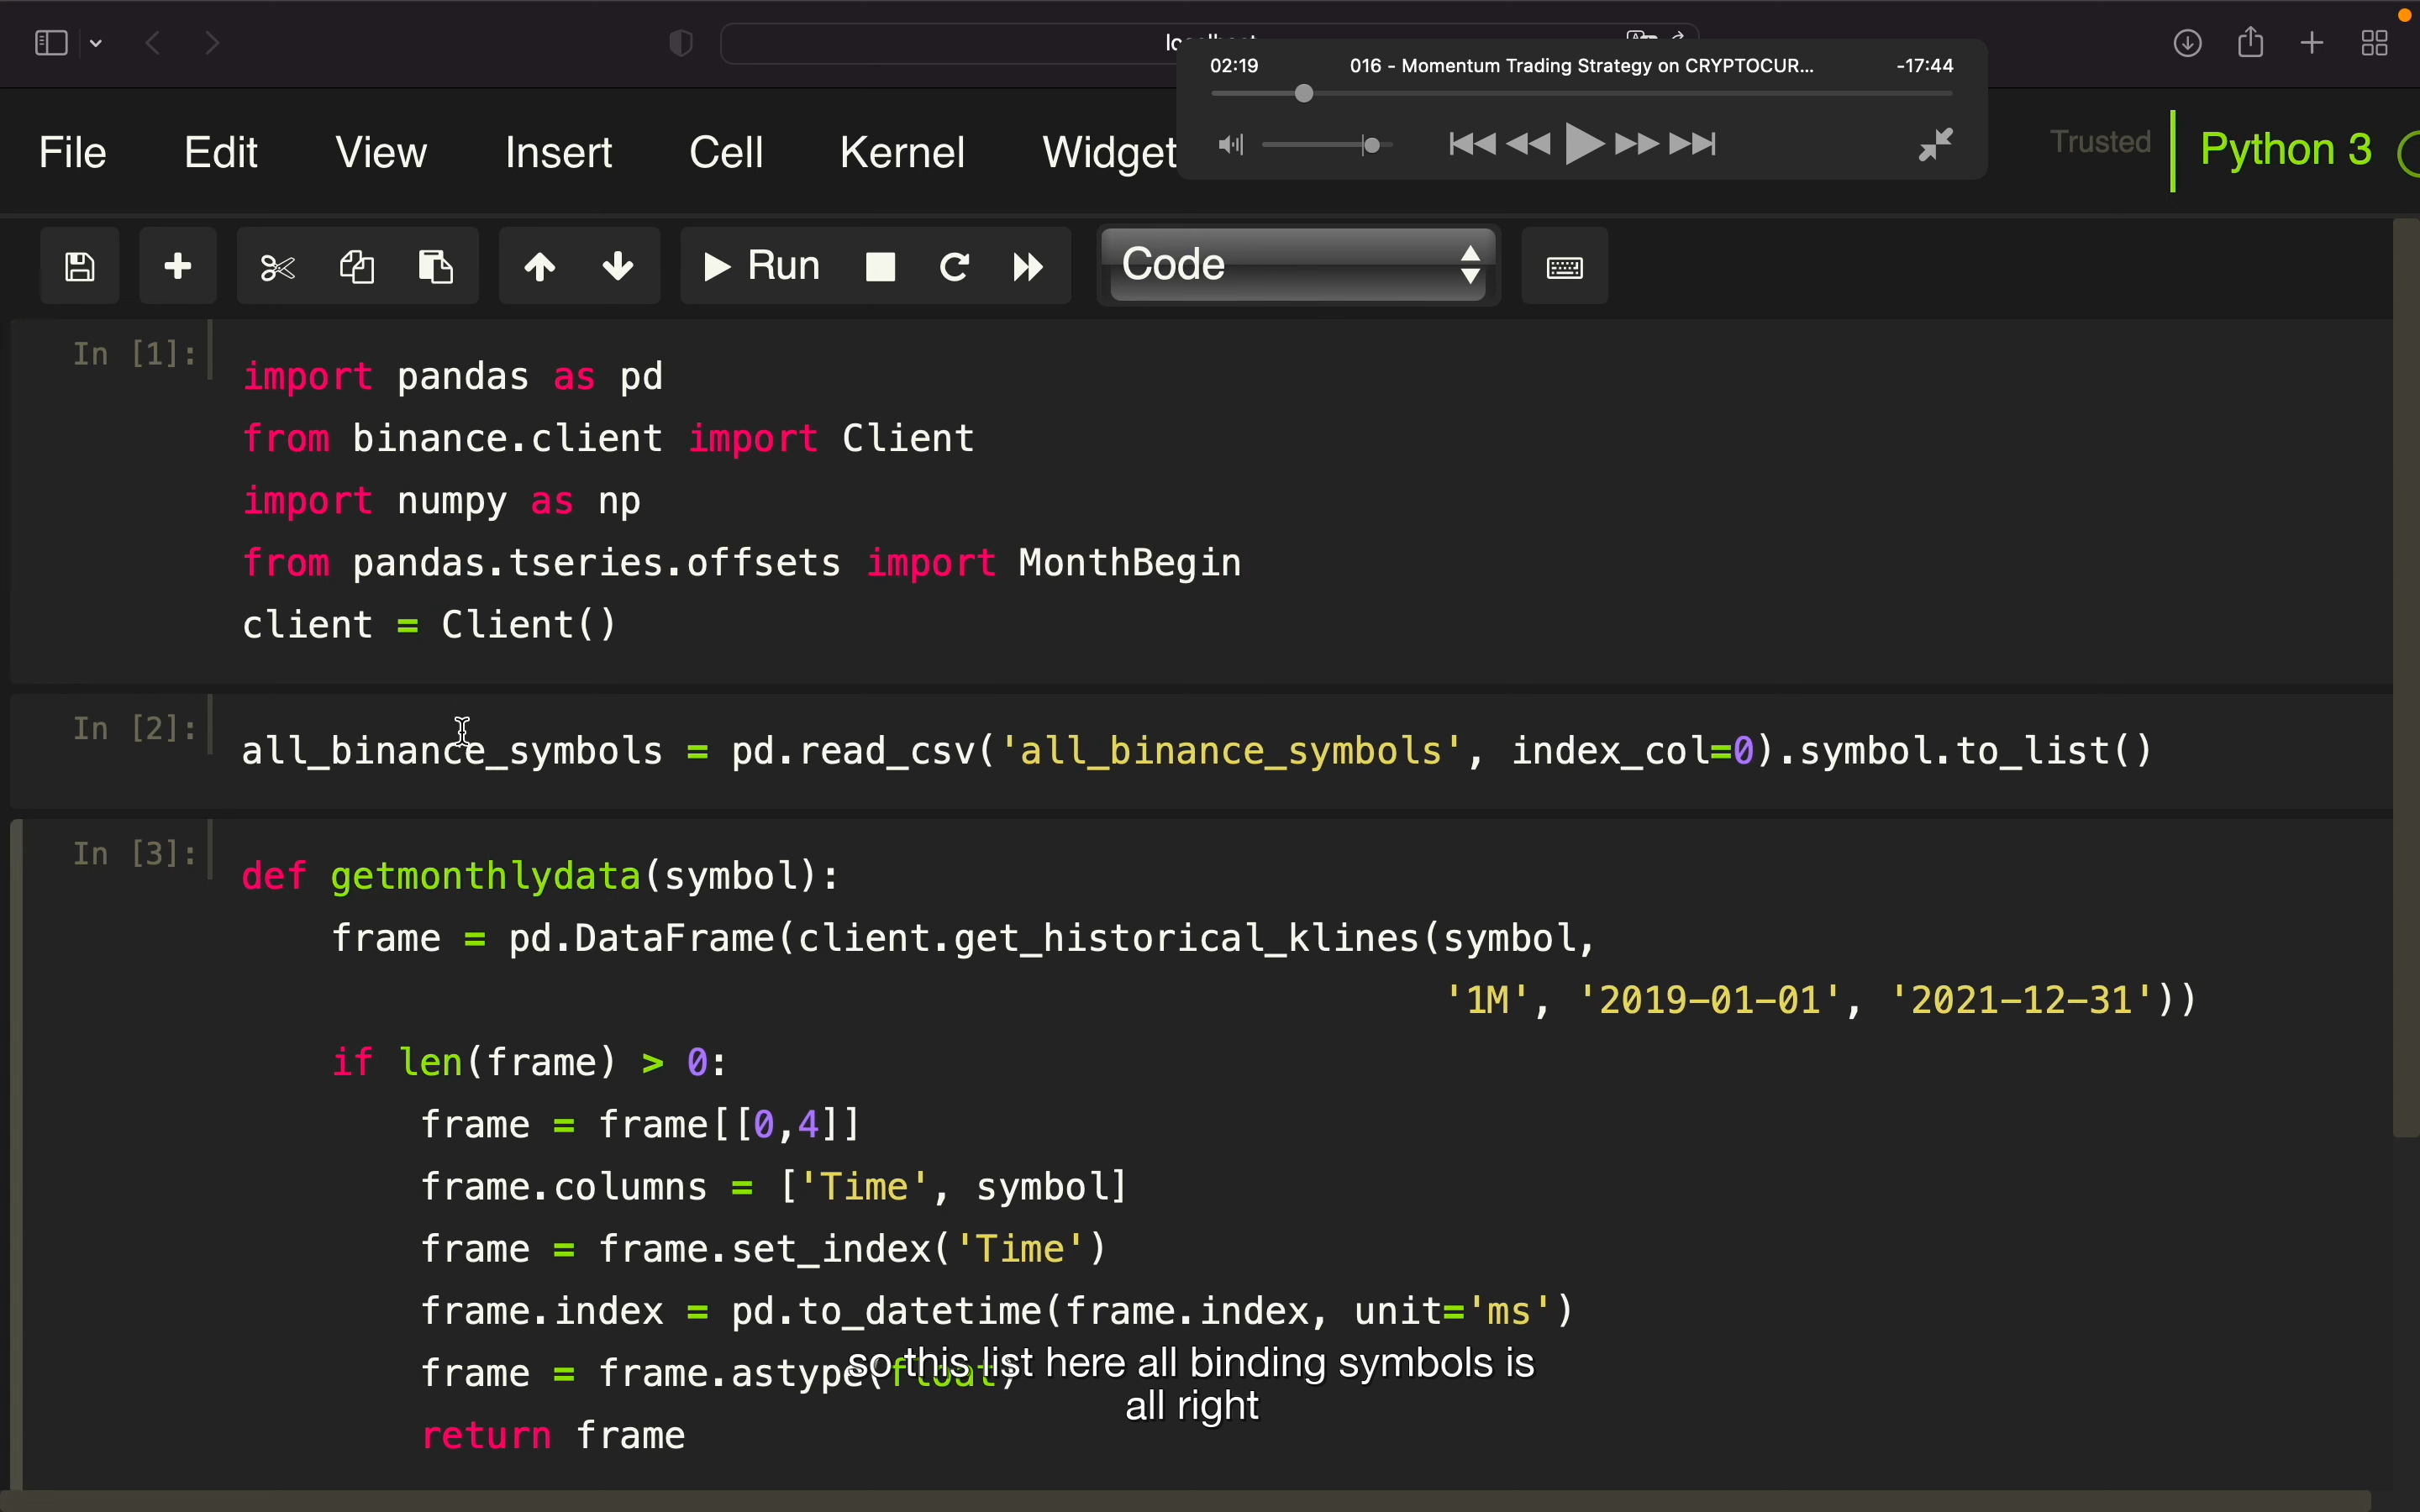 02:19 016 - Momentum Trading Strategy on CRYPTOCUR... -17:44
File Edit View Insert Cell Kernel Widget Trusted Python 3
Run Code
In [1]:
import pandas as pd
from binance.client import Client
import numpy as np
from pandas.tseries.offsets import MonthBegin
client = Client()
In [2]:
all_binance_symbols = pd.read_csv('all_binance_symbols', index_col=0).symbol.to_list()
In [3]:
def getmonthlydata(symbol):
frame = pd.DataFrame(client.get_historical_klines(symbol,
'1M', '2019-01-01', '2021-12-31'))
if len(frame) > 0:
frame = frame[[0,4]]
frame.columns = ['Time', symbol]
frame = frame.set_index('Time')
frame.index = pd.to_datetime(frame.index, unit='ms')
frame = frame.astype(float)
so this list here all binding symbols is
all right
return frame